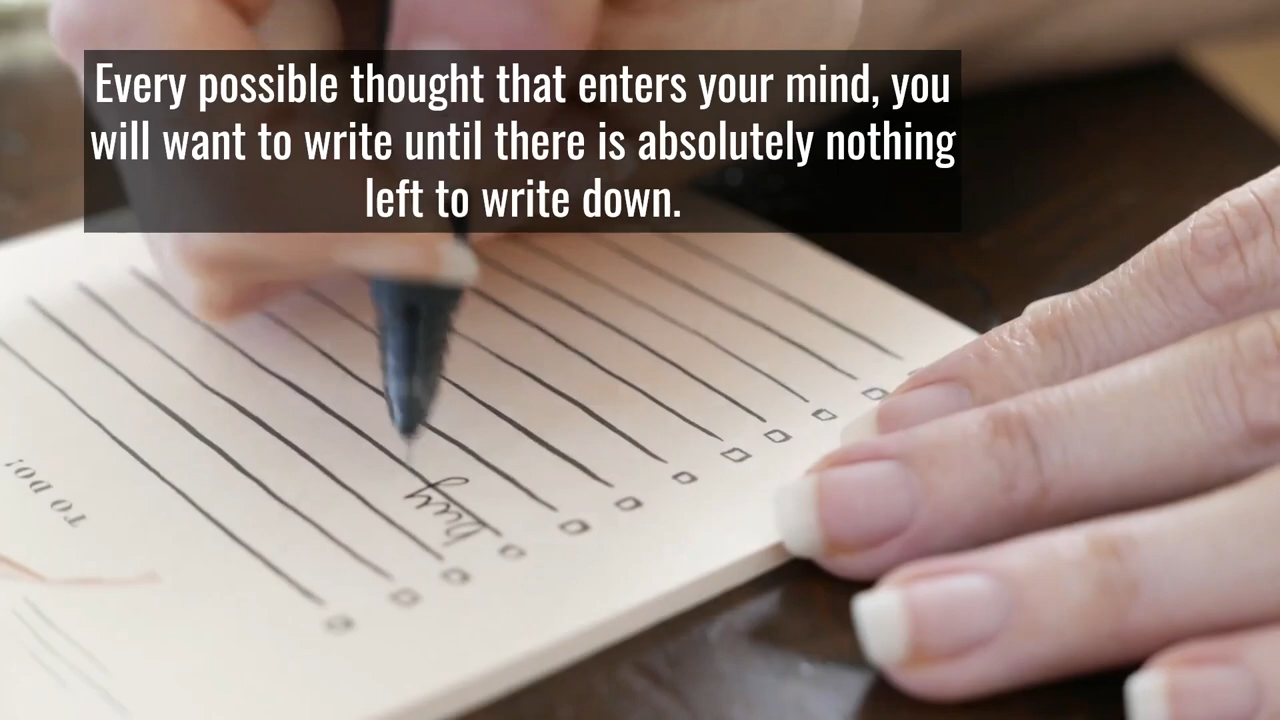 Every possible thought that enters your mind, you
will want to write until there is absolutely nothing
left to write down.
TO DO:
buy